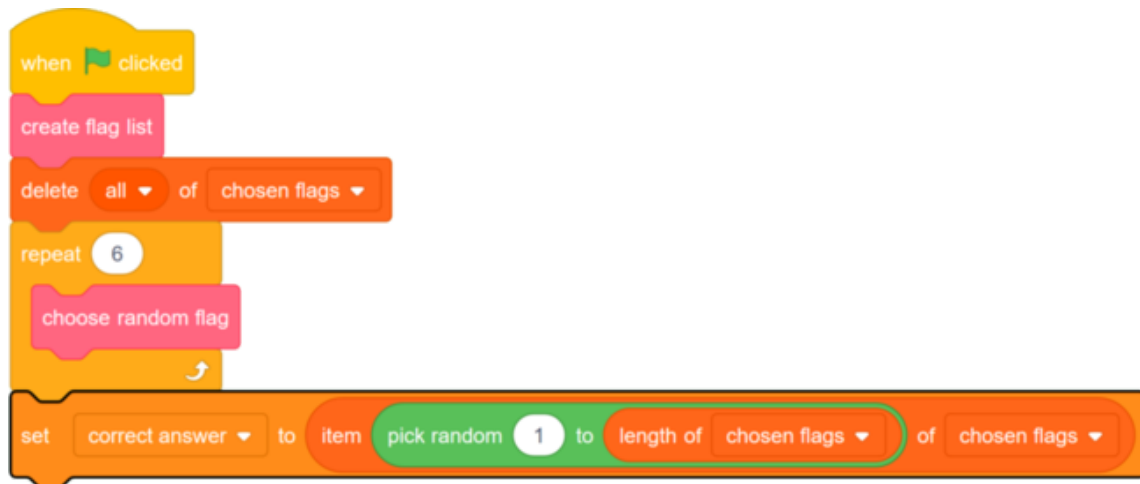 when clicked
create flag list
delete all of chosen flags
repeat 6
choose random flag
set correct answer to item pick random 1 to length of chosen flags of chosen flags